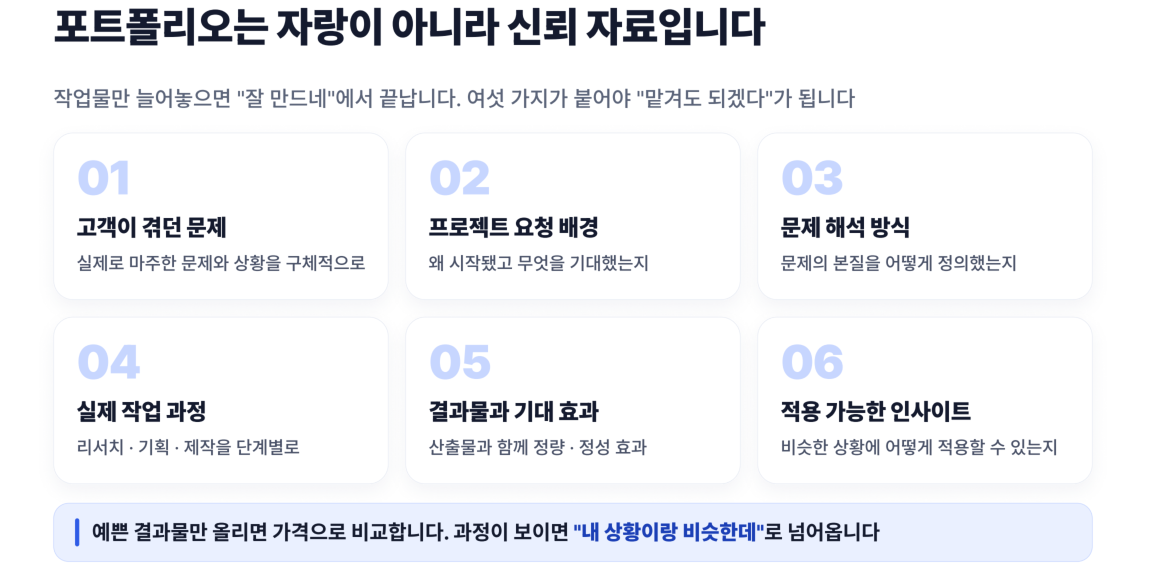 포트폴리오는 자랑이 아니라 신뢰 자료입니다
작업물만 늘어놓으면 "잘 만드네"에서 끝납니다. 여섯 가지가 붙어야 "맡겨도 되겠다"가 됩니다
01
고객이 겪던 문제
실제로 마주한 문제와 상황을 구체적으로
02
프로젝트 요청 배경
왜 시작됐고 무엇을 기대했는지
03
문제 해석 방식
문제의 본질을 어떻게 정의했는지
04
실제 작업 과정
리서치 · 기획 · 제작을 단계별로
05
결과물과 기대 효과
산출물과 함께 정량 · 정성 효과
06
적용 가능한 인사이트
비슷한 상황에 어떻게 적용할 수 있는지
예쁜 결과물만 올리면 가격으로 비교합니다. 과정이 보이면 "내 상황이랑 비슷한데"로 넘어옵니다